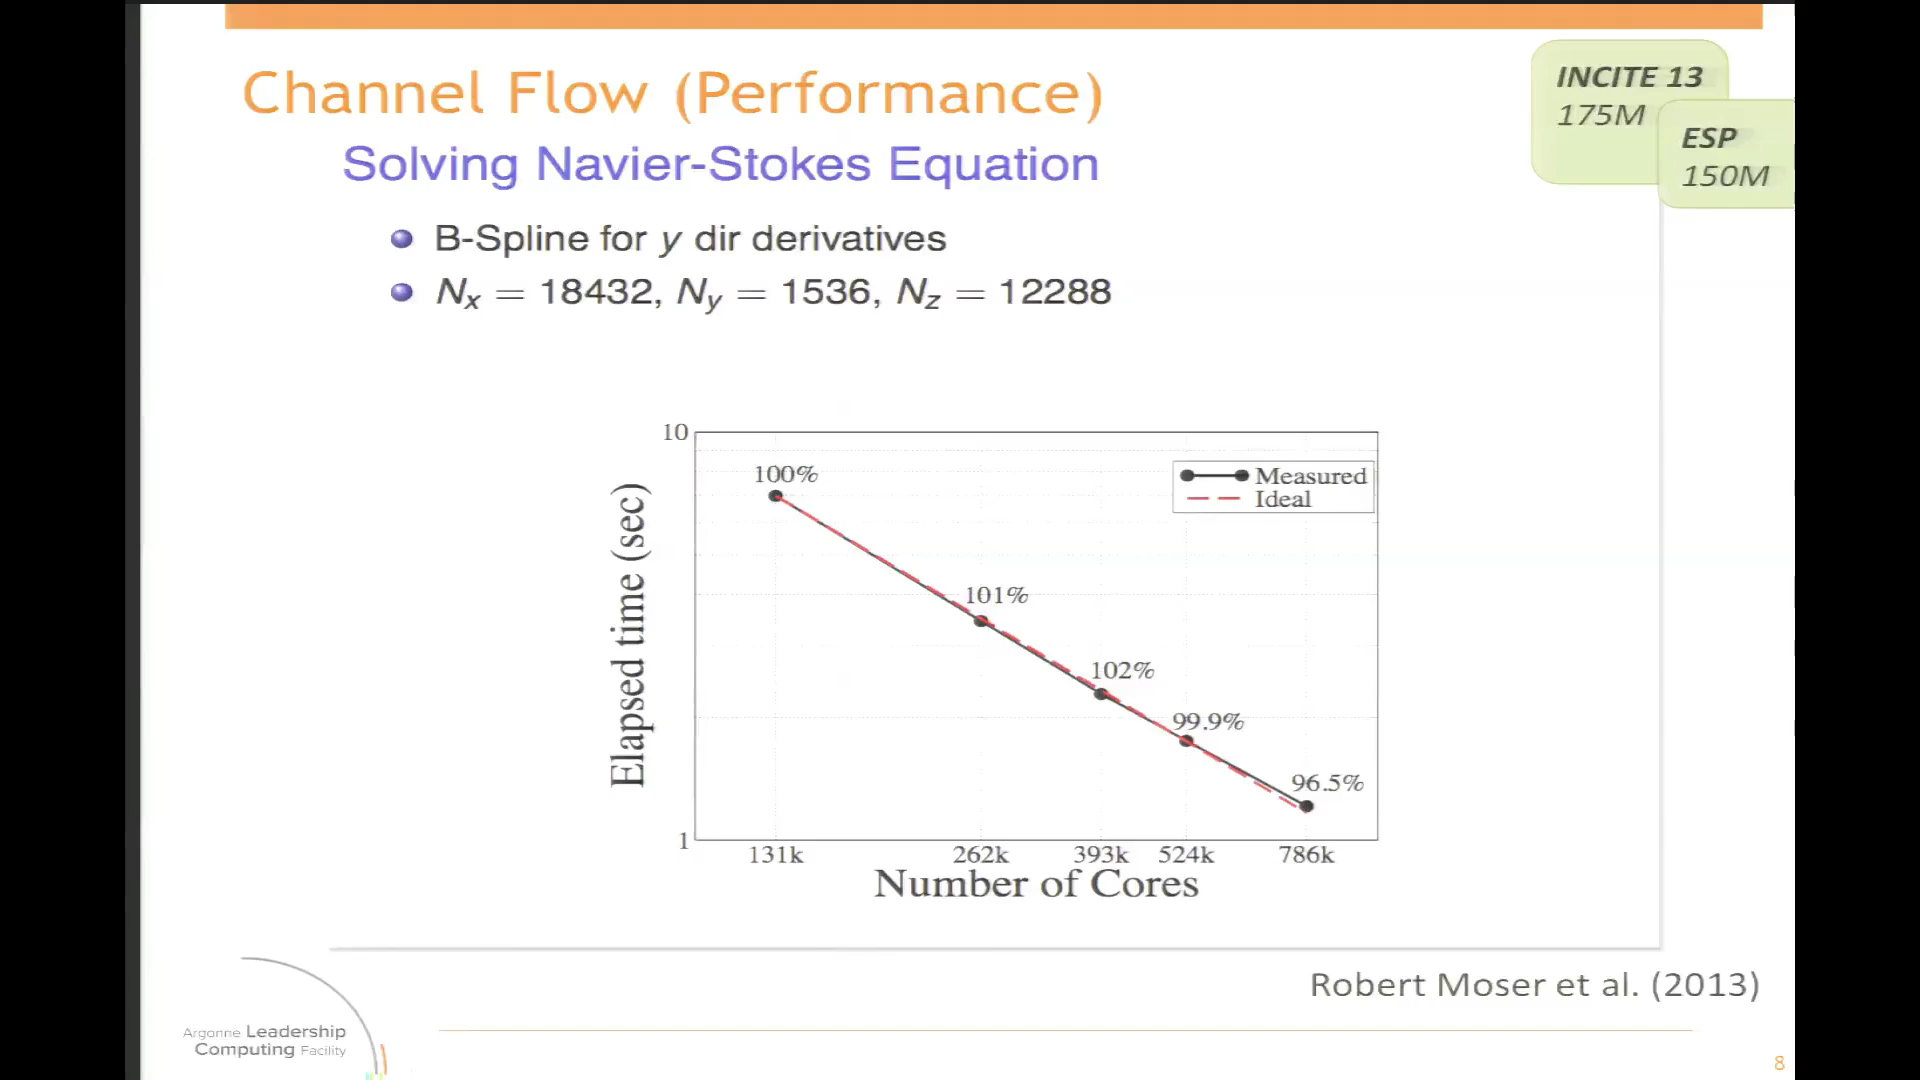 Channel Flow (Performance)
INCITE 13
175M
ESP
150M
Solving Navier-Stokes Equation
B-Spline for y dir derivatives
Nx = 18432, Ny = 1536, Nz = 12288
10
100%
Measured
Ideal
101%
102%
99.9%
96.5%
Elapsed time (sec)
1
131k 262k 393k 524k 786k
Number of Cores
Robert Moser et al. (2013)
Argonne Leadership
Computing Facility
8